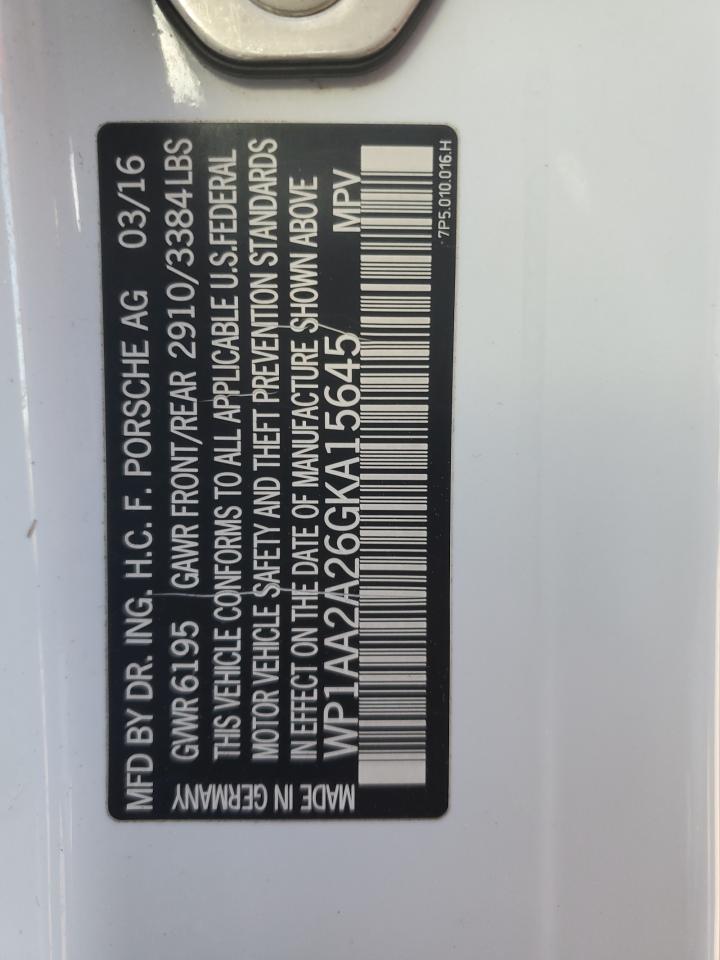 MFD BY DR. ING. H.C. F. PORSCHE AG 03/16
GVWR 6195 GAWR FRONT/REAR 2910/3384LBS
THIS VEHICLE CONFORMS TO ALL APPLICABLE U.S.FEDERAL
MOTOR VEHICLE SAFETY AND THEFT PREVENTION STANDARDS
IN EFFECT ON THE DATE OF MANUFACTURE SHOWN ABOVE
WP1AA2A26GKA15645 MPV
MADE IN GERMANY
7P5.010.016.H